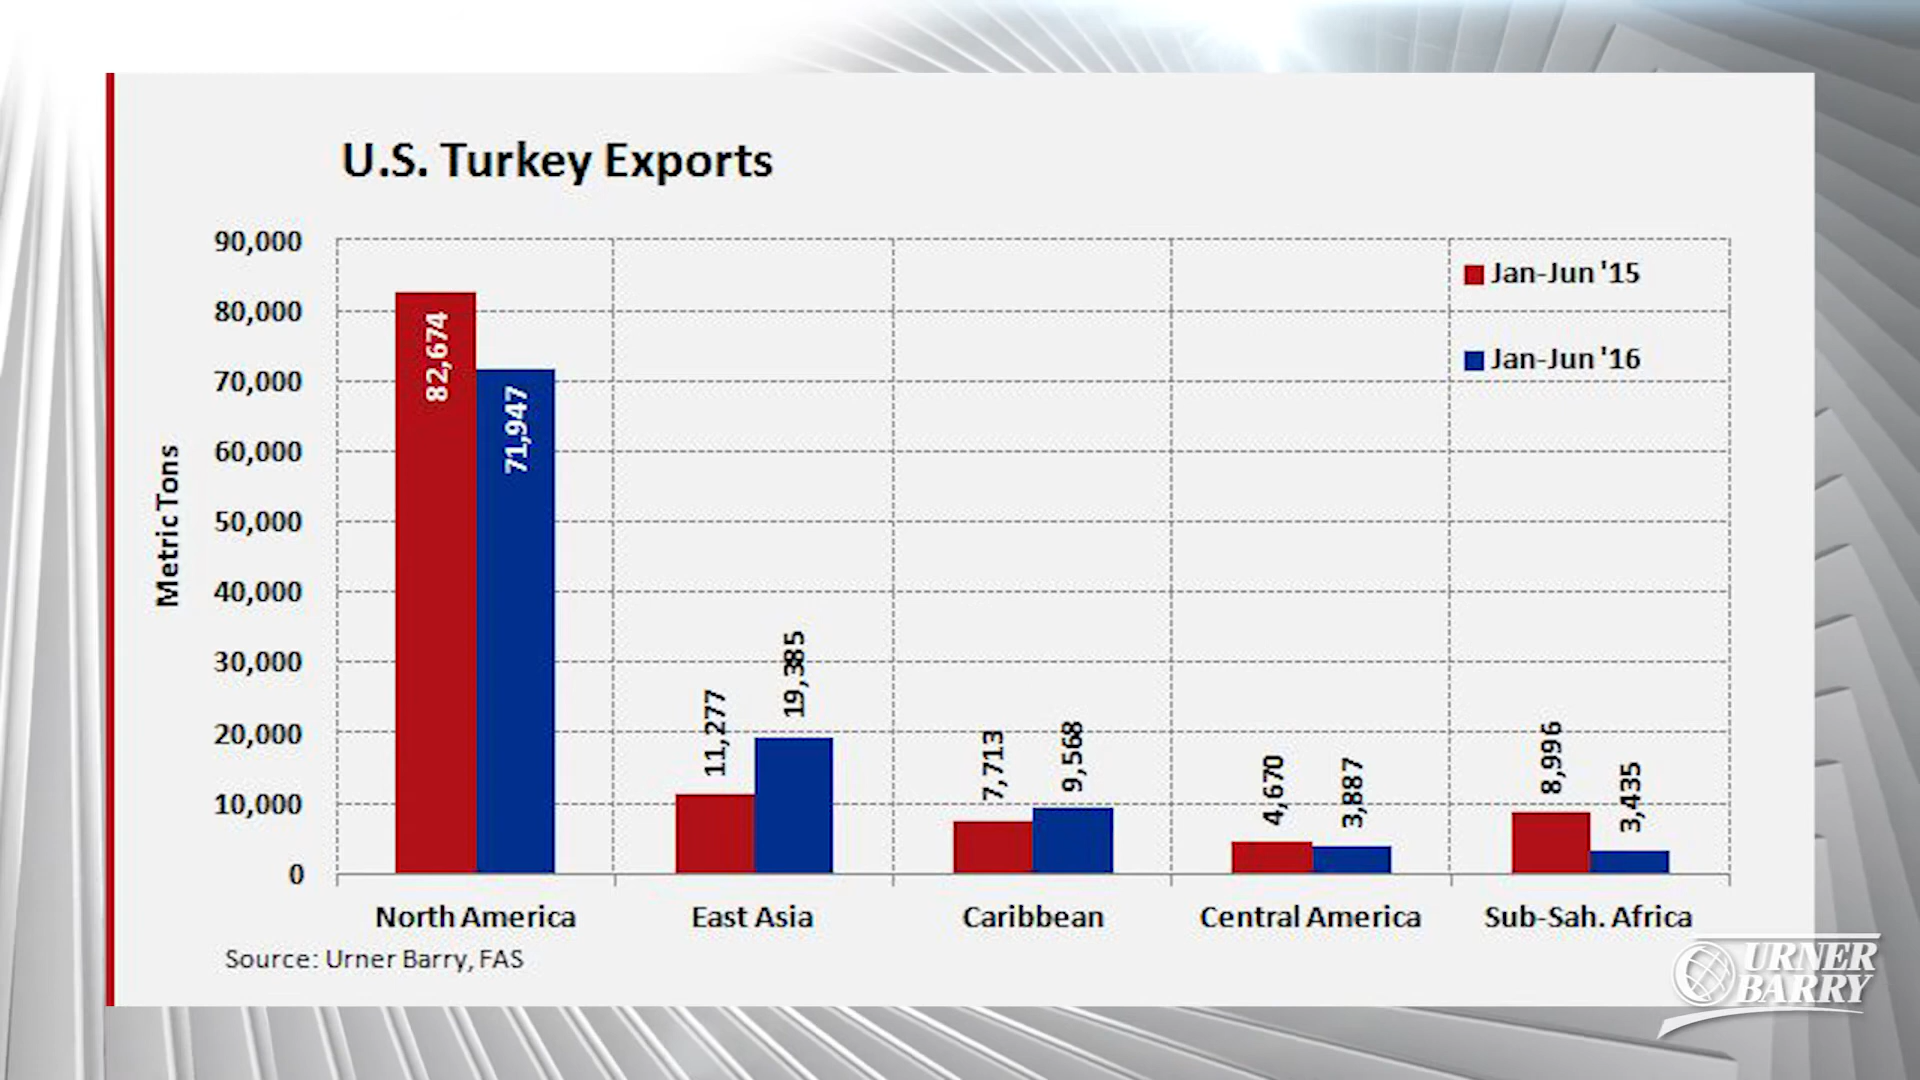 U.S. Turkey Exports
90,000
80,000
70,000
60,000
50,000
40,000
30,000
20,000
10,000
0
Metric Tons
Jan-Jun '15
Jan-Jun '16
82,674
71,947
11,277
19,385
7,713
9,568
4,670
3,887
8,996
3,435
North America
East Asia
Caribbean
Central America
Sub-Sah. Africa
Source: Urner Barry, FAS
URNER
BARRY